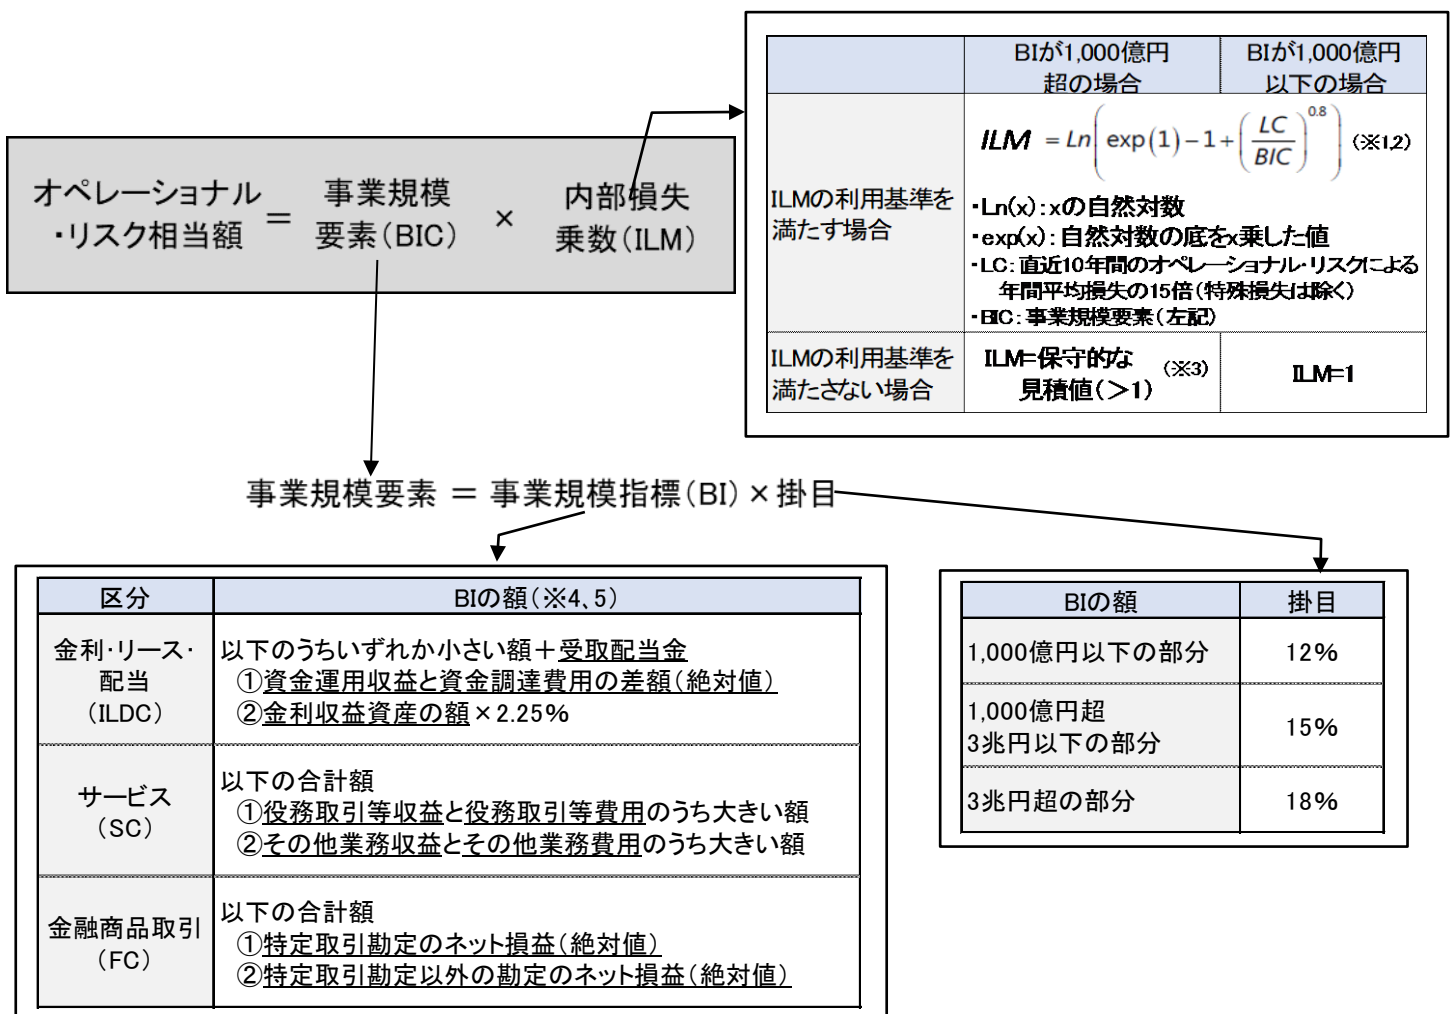 オペレーショナル
・リスク相当額
＝
事業規模
要素(BIC)
×
内部損失
乗数(ILM)
BIが1,000億円
超の場合
BIが1,000億円
以下の場合
ILMの利用基準を
満たす場合
ILM = Ln(exp(1)−1+(LC/BIC)^0.8) (※1,2)
・Ln(x):xの自然対数
・exp(x):自然対数の底をx乗した値
・LC:直近10年間のオペレーショナル・リスクによる
年間平均損失の15倍(特殊損失は除く)
・BIC:事業規模要素(左記)
ILMの利用基準を
満たさない場合
ILM=保守的な
見積値(＞1)
(※3)
ILM=1
事業規模要素 ＝ 事業規模指標(BI)×掛目
区分
BIの額(※4、5)
金利・リース・
配当
(ILDC)
以下のうちいずれか小さい額＋受取配当金
①資金運用収益と資金調達費用の差額(絶対値)
②金利収益資産の額×2.25%
サービス
(SC)
以下の合計額
①役務取引等収益と役務取引等費用のうち大きい額
②その他業務収益とその他業務費用のうち大きい額
金融商品取引
(FC)
以下の合計額
①特定取引勘定のネット損益(絶対値)
②特定取引勘定以外の勘定のネット損益(絶対値)
BIの額
掛目
1,000億円以下の部分
12%
1,000億円超
3兆円以下の部分
15%
3兆円超の部分
18%